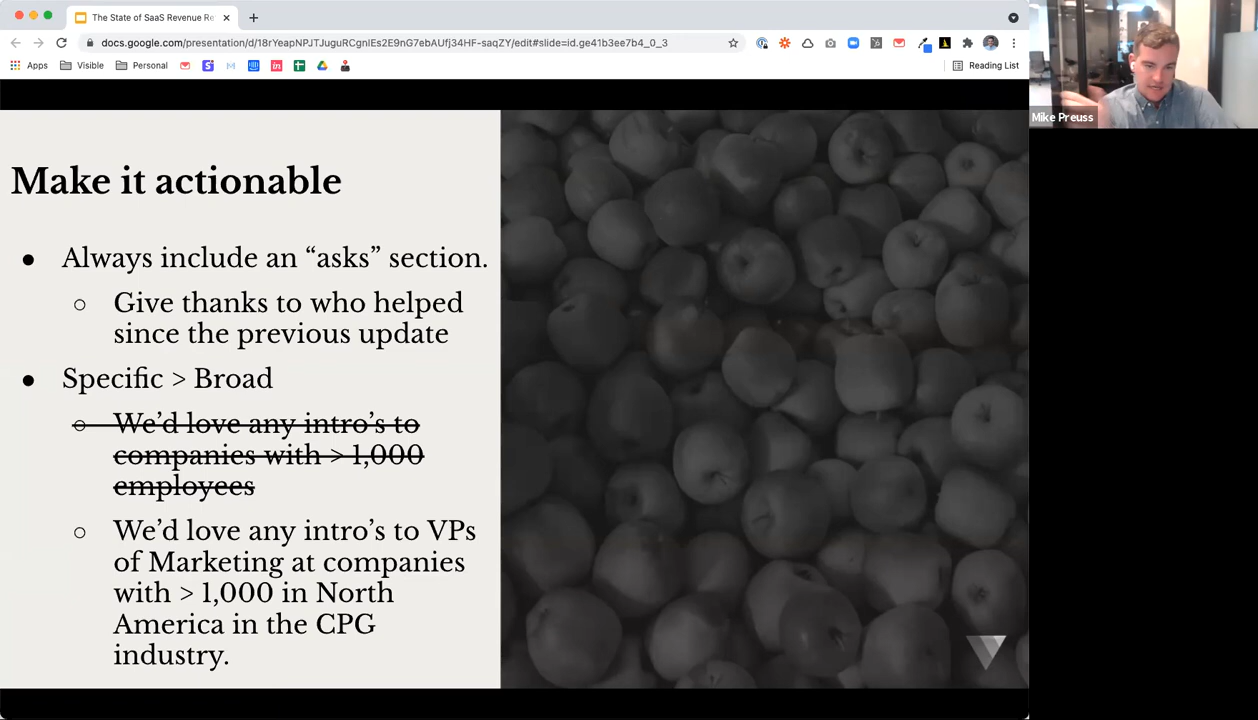 The State of SaaS Revenue Re
docs.google.com/presentation/d/18rYeapNPJTJuguRCgnIEs2E9nG7ebAUfj34HF-saqZY/edit#slide=id.ge41b3ee7b4_0_3
Apps Visible Personal Reading List
Mike Preuss
Make it actionable
● Always include an “asks” section.
○ Give thanks to who helped
since the previous update
● Specific > Broad
○ We’d love any intro’s to
companies with > 1,000
employees
○ We’d love any intro’s to VPs
of Marketing at companies
with > 1,000 in North
America in the CPG
industry.